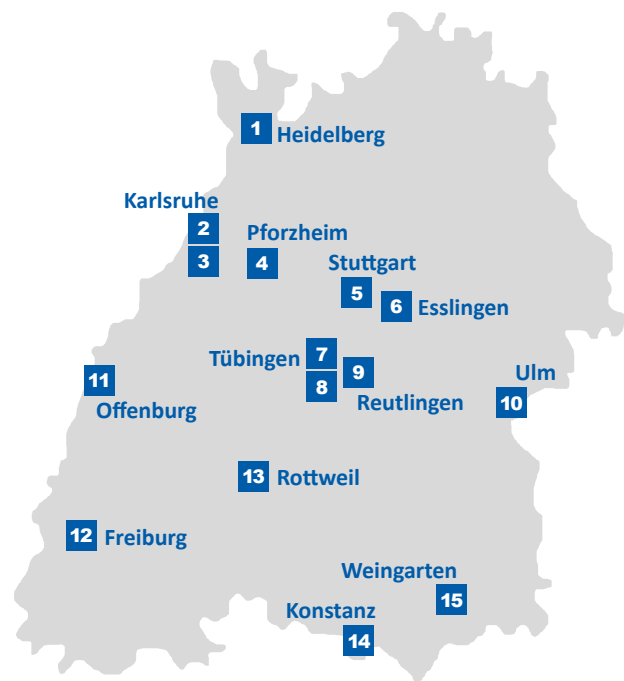 1 Heidelberg
Karlsruhe
2
3
Pforzheim
4
Stuttgart
5
6 Esslingen
Tübingen 7
8
9
Reutlingen
Ulm
10
11
Offenburg
13 Rottweil
12 Freiburg
Weingarten
15
Konstanz
14